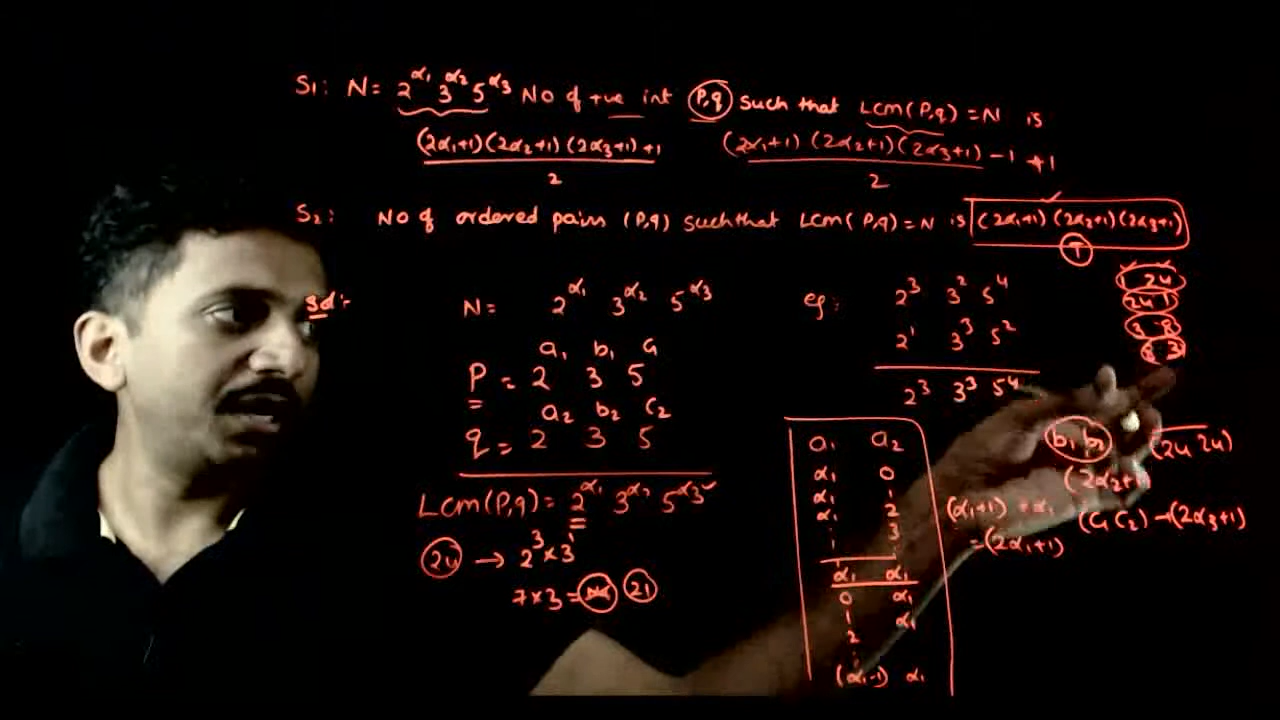 S1: N = 2^α1 3^α2 5^α3 No of +ve int (P,q) such that Lcm(P,q) = N is
(2α1+1)(2α2+1)(2α3+1)+1 / 2
(2α1+1)(2α2+1)(2α3+1) - 1 / 2 + 1
S2: No of ordered pairs (P,q) such that Lcm(P,q) = N is (2α1+1)(2α2+1)(2α3+1)
T
Sol:-
N = 2^α1 3^α2 5^α3
P = 2^a1 3^b1 5^c1
q = 2^a2 3^b2 5^c2
Lcm(P,q) = 2^α1 3^α2 5^α3
24 → 2^3 × 3^1
7×3 = 21
eg:
2^3 3^2 5^4
2^1 3^3 5^2
2^3 3^3 5^4
a1 a2
α1 0
α1 1
α1 2
3
α1 α1
0 α1
1 α1
2
(α1-1) α1
(α1+1) + α1
= (2α1+1)
1 24
24 1
3 8
3
b1 b2
(24 24)
(2α2+1)
(c1 c2) → (2α3+1)